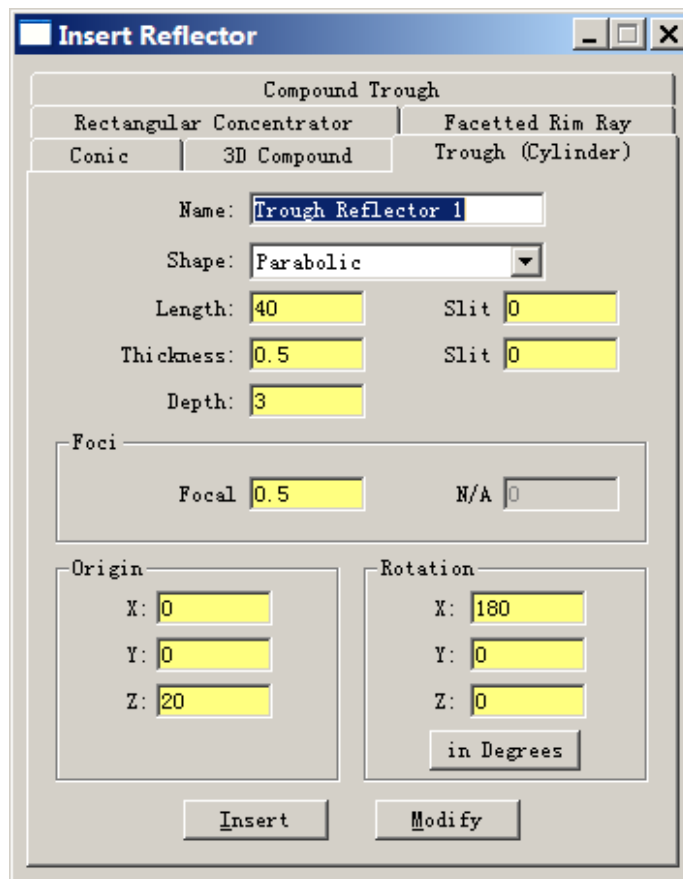 Insert Reflector
Compound Trough
Rectangular Concentrator Facetted Rim Ray
Conic 3D Compound Trough (Cylinder)
Name: Trough Reflector 1
Shape: Parabolic
Length: 40 Slit 0
Thickness: 0.5 Slit 0
Depth: 3
Foci
Focal 0.5 N/A 0
Origin Rotation
X: 0 X: 180
Y: 0 Y: 0
Z: 20 Z: 0
in Degrees
Insert Modify